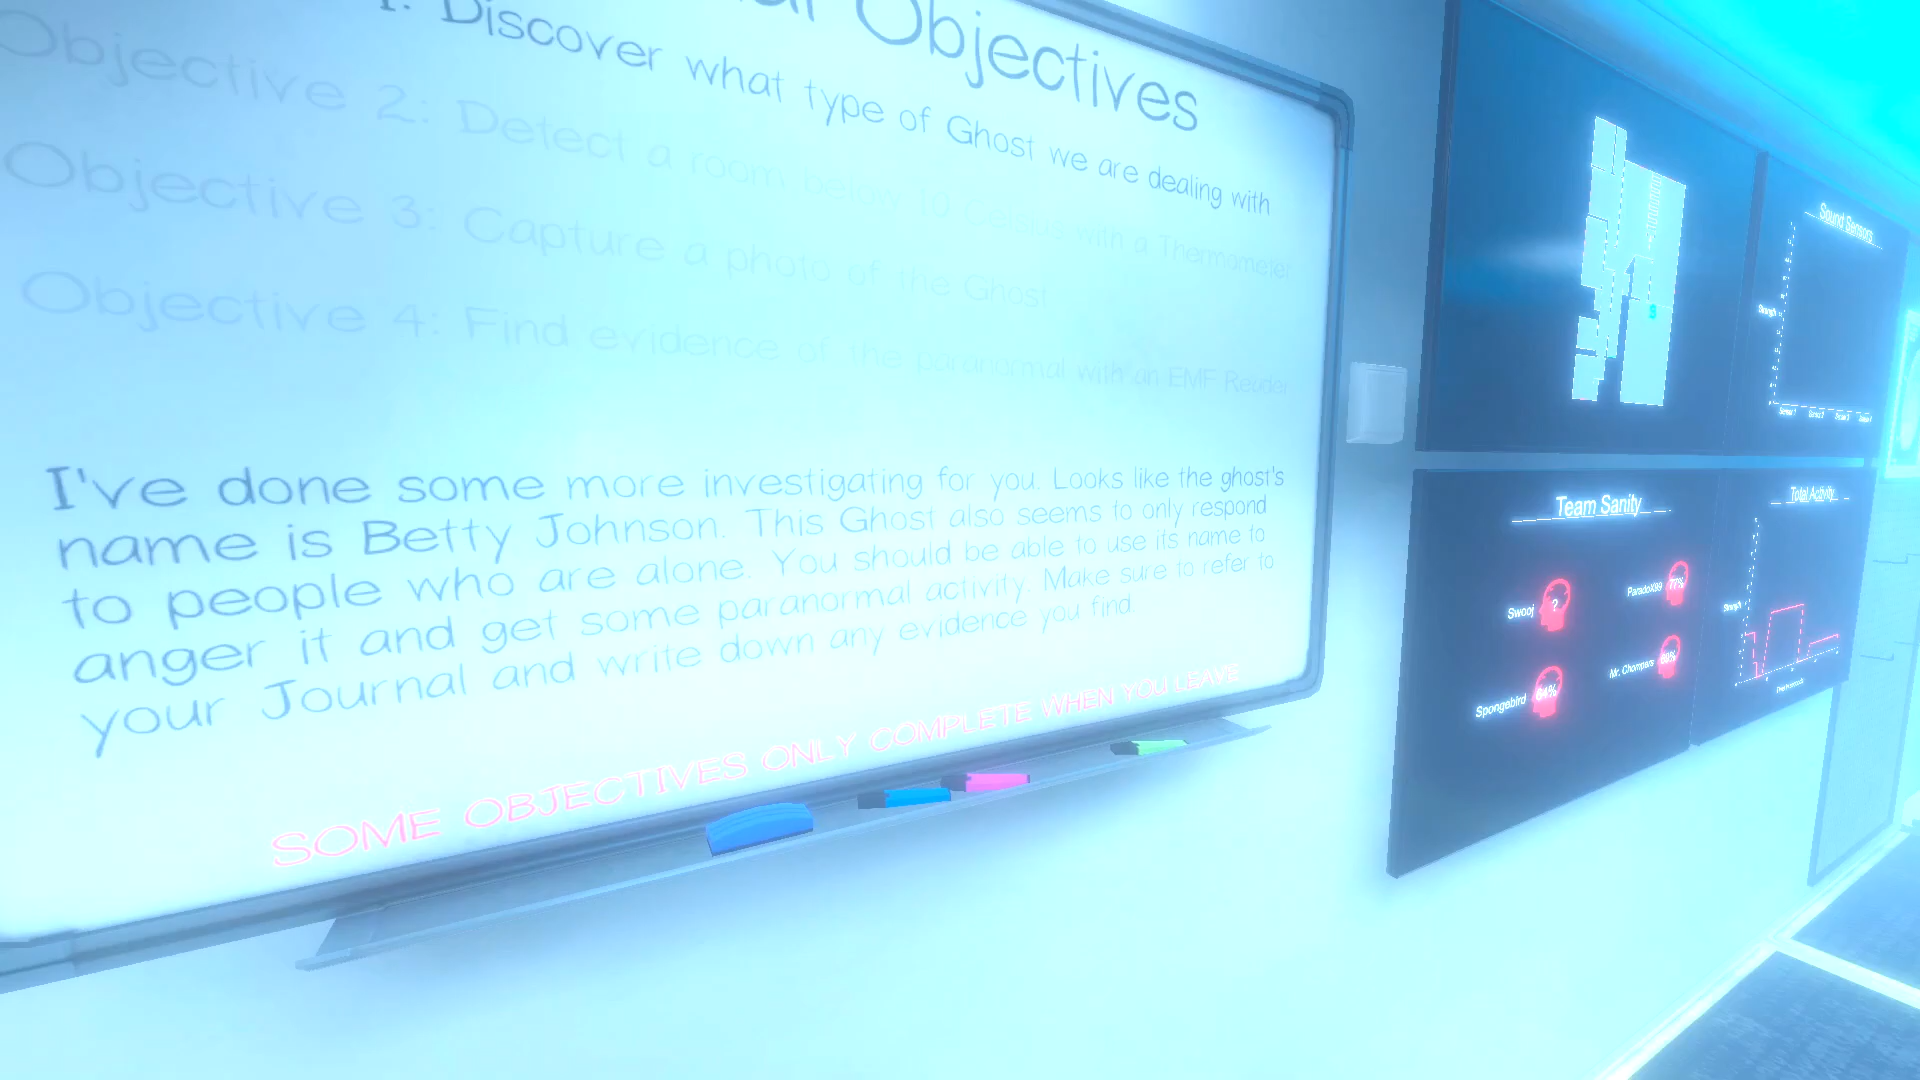 Objectives
1: Discover what type of Ghost we are dealing with
Objective 2: Detect a room below 10 Celsius with a Thermometer
Objective 3: Capture a photo of the Ghost
Objective 4: Find evidence of the paranormal with an EMF Reader
I've done some more investigating for you. Looks like the ghost's
name is Betty Johnson. This Ghost also seems to only respond
to people who are alone. You should be able to use its name to
anger it and get some paranormal activity. Make sure to refer to
your Journal and write down any evidence you find.
SOME OBJECTIVES ONLY COMPLETE WHEN YOU LEAVE
Sound Sensors
Strength
Team Sanity
Swooj ?
ParadoX99 77%
Spongebird 64%
Mr. Chompers
Total Activity
Strength